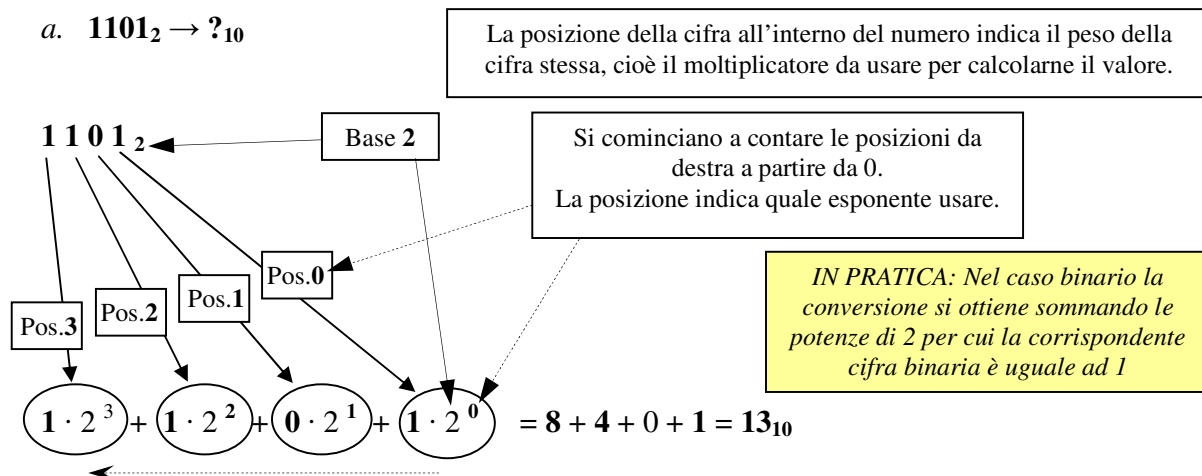 a. 1101₂ → ?₁₀
La posizione della cifra all'interno del numero indica il peso della
cifra stessa, cioè il moltiplicatore da usare per calcolarne il valore.
1 1 0 1 ₂
Base 2
Si cominciano a contare le posizioni da
destra a partire da 0.
La posizione indica quale esponente usare.
Pos.3
Pos.2
Pos.1
Pos.0
IN PRATICA: Nel caso binario la
conversione si ottiene sommando le
potenze di 2 per cui la corrispondente
cifra binaria è uguale ad 1
1 · 2³ + 1 · 2² + 0 · 2¹ + 1 · 2⁰ = 8 + 4 + 0 + 1 = 13₁₀